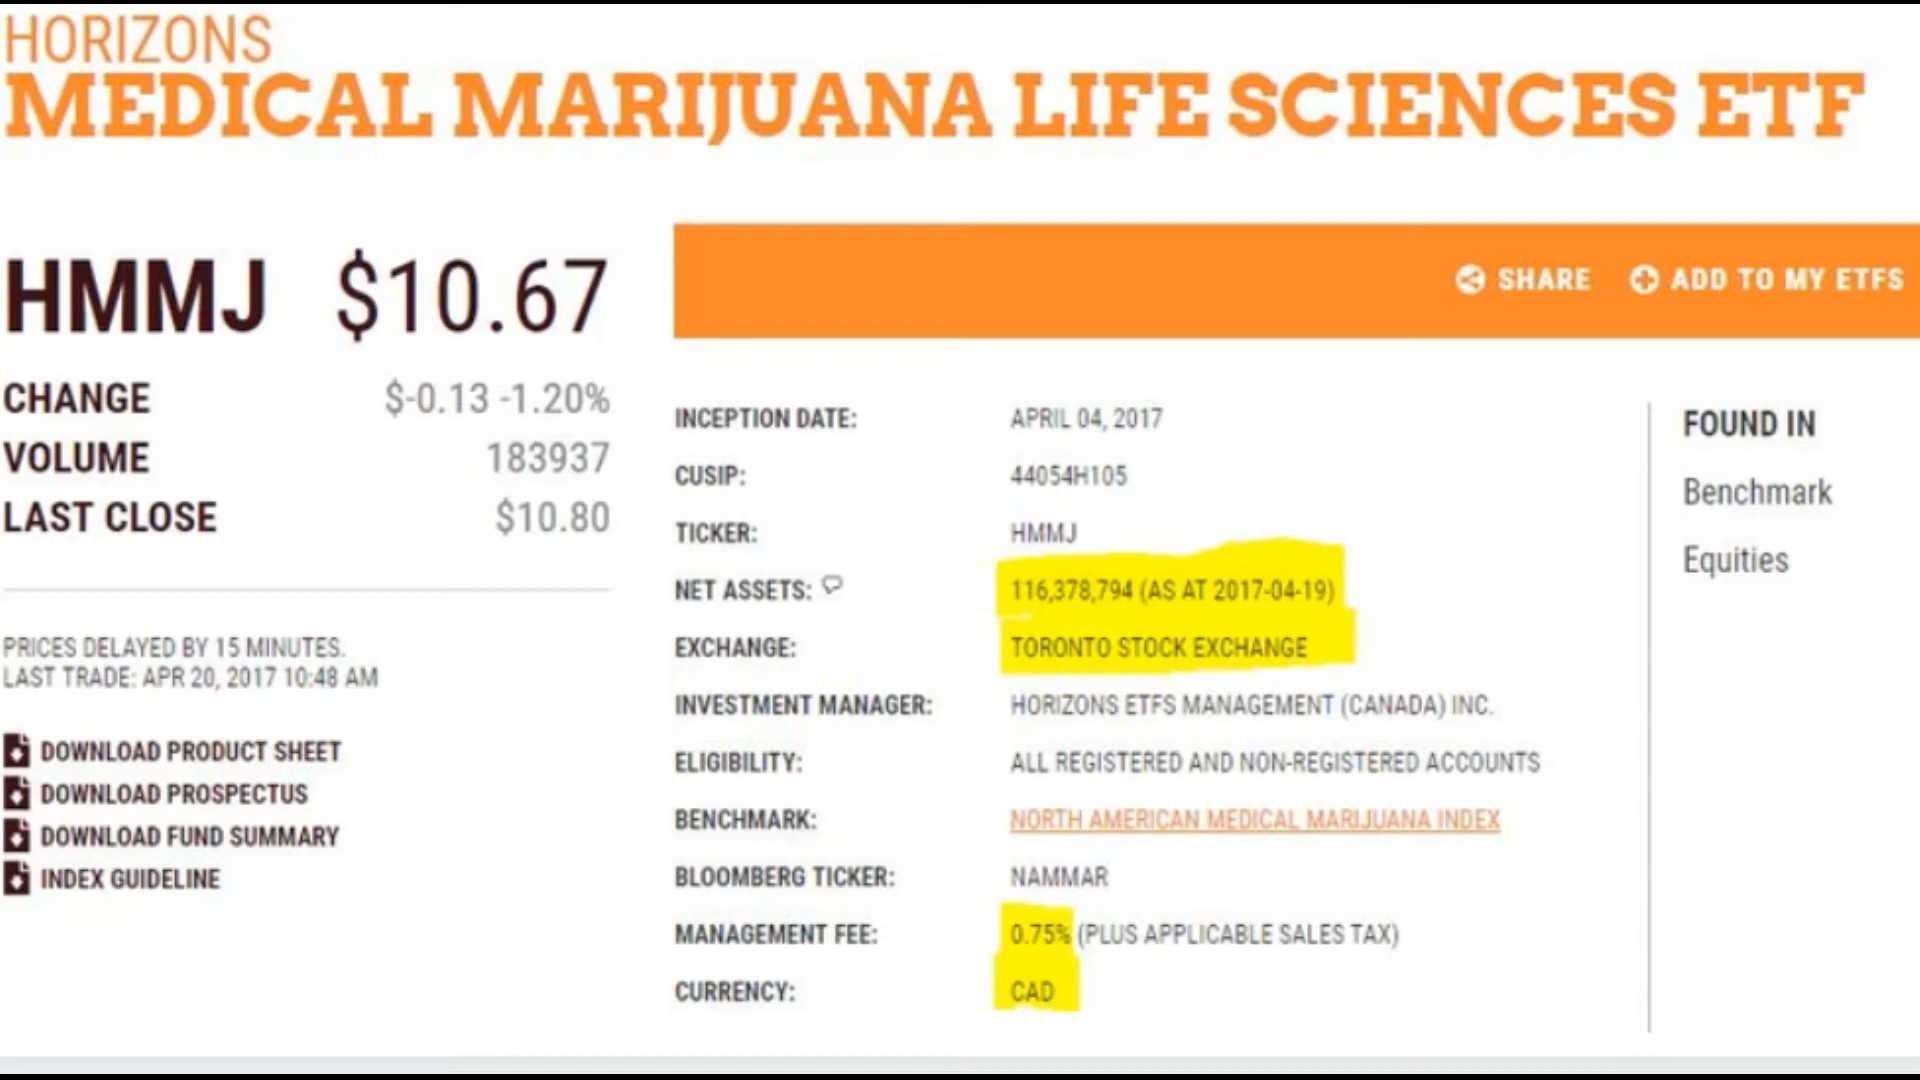 HORIZONS
MEDICAL MARIJUANA LIFE SCIENCES ETF
HMMJ $10.67
CHANGE $-0.13 -1.20%
VOLUME 183937
LAST CLOSE $10.80
PRICES DELAYED BY 15 MINUTES.
LAST TRADE: APR 20, 2017 10:48 AM
DOWNLOAD PRODUCT SHEET
DOWNLOAD PROSPECTUS
DOWNLOAD FUND SUMMARY
INDEX GUIDELINE
SHARE ADD TO MY ETFS
INCEPTION DATE: APRIL 04, 2017
CUSIP: 44054H105
TICKER: HMMJ
NET ASSETS: 116,378,794 (AS AT 2017-04-19)
EXCHANGE: TORONTO STOCK EXCHANGE
INVESTMENT MANAGER: HORIZONS ETFS MANAGEMENT (CANADA) INC.
ELIGIBILITY: ALL REGISTERED AND NON-REGISTERED ACCOUNTS
BENCHMARK: NORTH AMERICAN MEDICAL MARIJUANA INDEX
BLOOMBERG TICKER: NAMMAR
MANAGEMENT FEE: 0.75% (PLUS APPLICABLE SALES TAX)
CURRENCY: CAD
FOUND IN
Benchmark
Equities